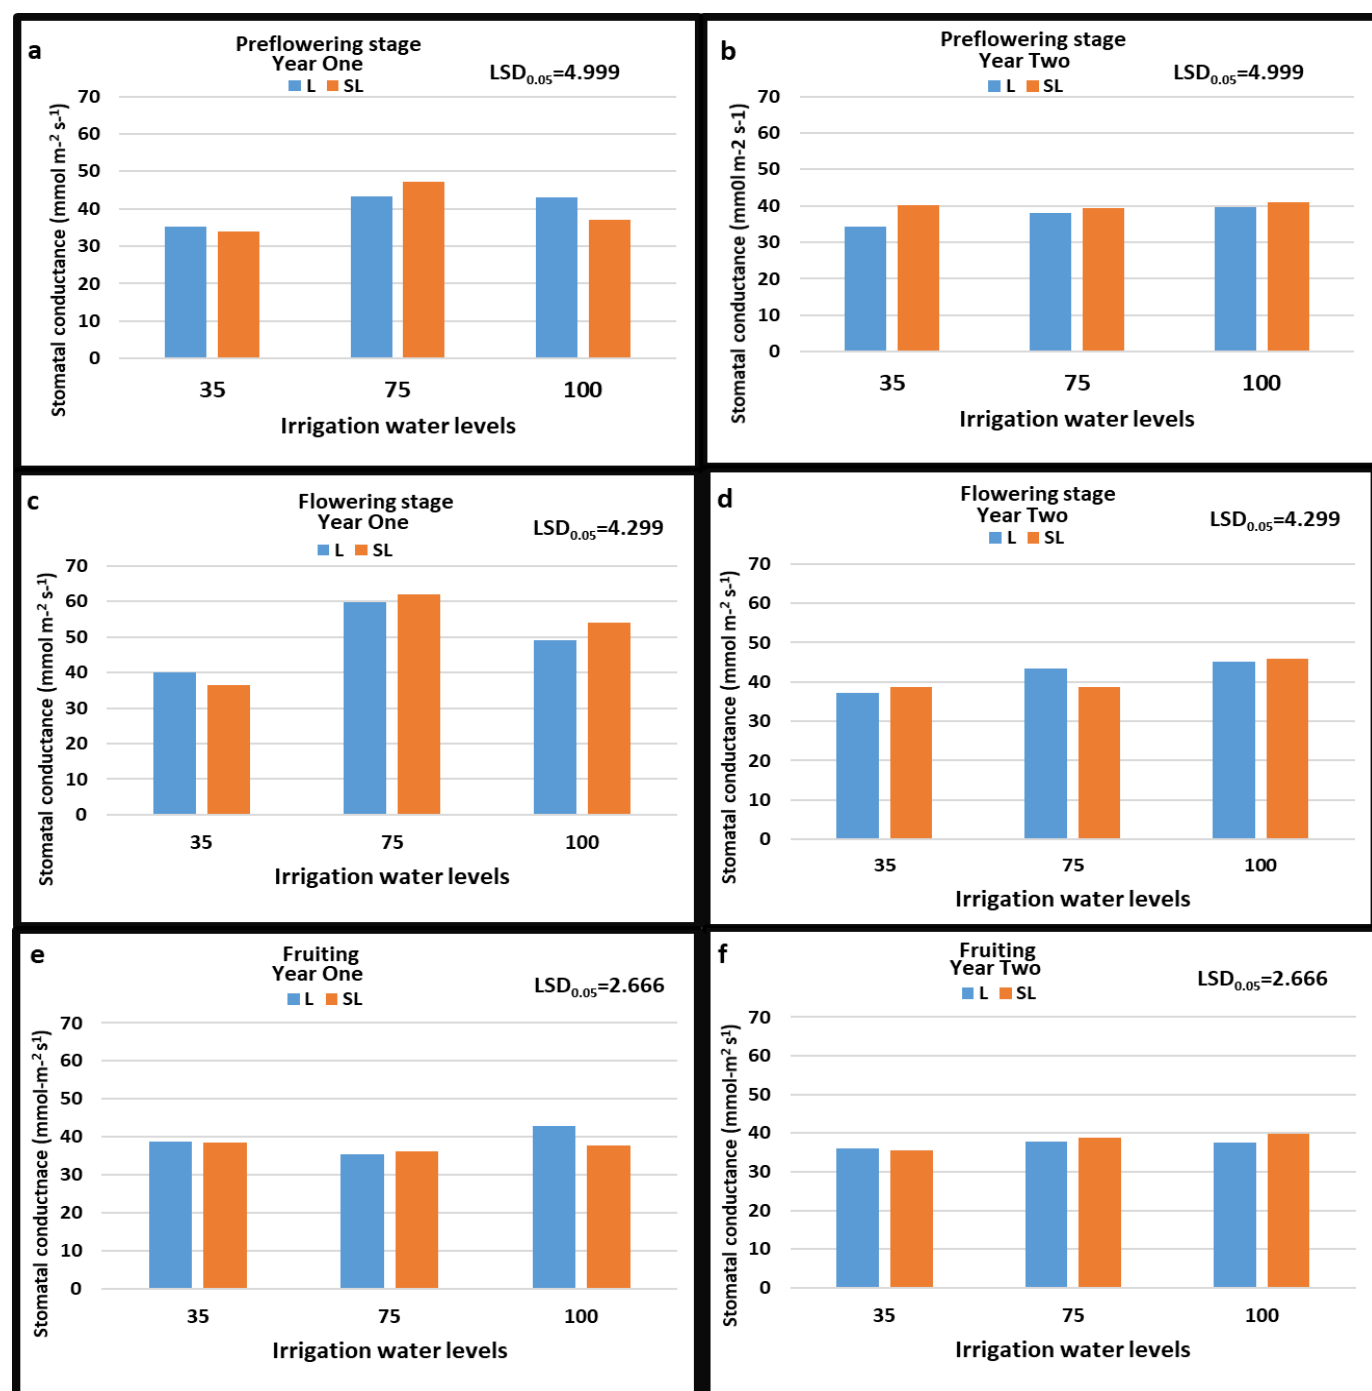 a
Preflowering stage
Year One
LSD0.05=4.999
L SL
Stomatal conductance (mmol m-² s-¹)
70
60
50
40
30
20
10
0
35 75 100
Irrigation water levels
b
Preflowering stage
Year Two
LSD0.05=4.999
L SL
Stomatal conductance (mm0l m-2 s-1)
70
60
50
40
30
20
10
0
35 75 100
Irrigation water levels
c
Flowering stage
Year One
LSD0.05=4.299
L SL
Stomatal conductance (mmol m-² s-¹)
70
60
50
40
30
20
10
0
35 75 100
Irrigation water levels
d
Flowering stage
Year Two
LSD0.05=4.299
L SL
Stomatal conductance (mmol m-² s-¹)
70
60
50
40
30
20
10
0
35 75 100
Irrigation water levels
e
Fruiting
Year One
LSD0.05=2.666
L SL
Stomatal conductnace (mmol-m-² s¹)
70
60
50
40
30
20
10
0
35 75 100
Irrigation water levels
f
Fruiting
Year Two
LSD0.05=2.666
L SL
Stomatal conductance (mmol-m² s¹)
70
60
50
40
30
20
10
0
35 75 100
Irrigation water levels